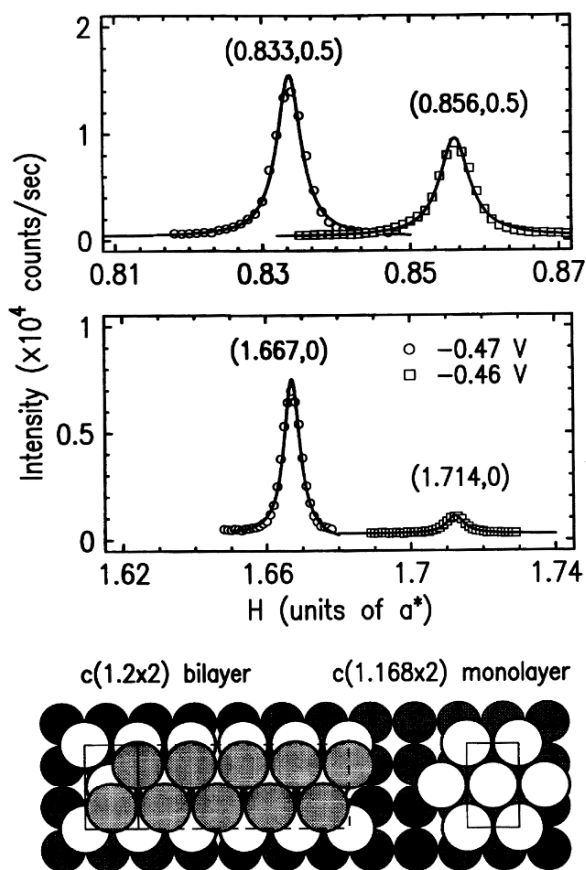 Intensity (×10⁴ counts/sec)
2
1
0
(0.833,0.5)
(0.856,0.5)
0.81 0.83 0.85 0.87
1
0.5
0
(1.667,0)
−0.47 V
−0.46 V
(1.714,0)
1.62 1.66 1.7 1.74
H (units of a*)
c(1.2x2) bilayer c(1.168x2) monolayer